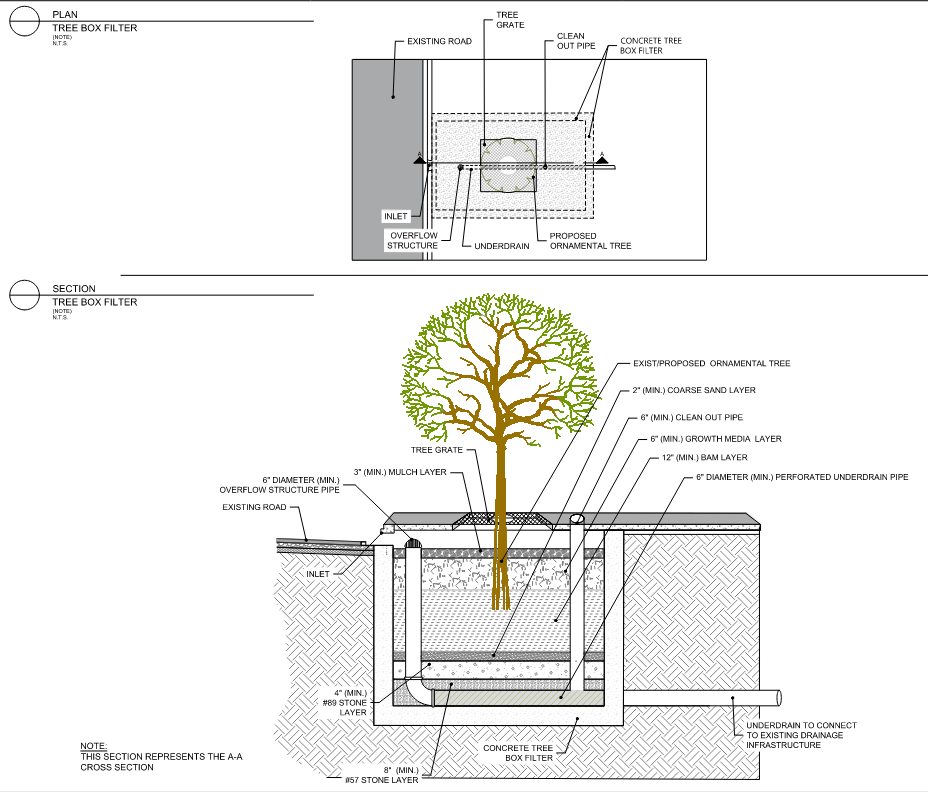 PLAN
TREE BOX FILTER
(NOTE)
N.T.S.
TREE
GRATE
EXISTING ROAD
CLEAN
OUT PIPE
CONCRETE TREE
BOX FILTER
A
A
INLET
OVERFLOW
STRUCTURE
UNDERDRAIN
PROPOSED
ORNAMENTAL TREE
SECTION
TREE BOX FILTER
(NOTE)
N.T.S.
EXIST/PROPOSED ORNAMENTAL TREE
2" (MIN.) COARSE SAND LAYER
6" (MIN.) CLEAN OUT PIPE
6" (MIN.) GROWTH MEDIA LAYER
12" (MIN.) BAM LAYER
6" DIAMETER (MIN.) PERFORATED UNDERDRAIN PIPE
TREE GRATE
3" (MIN.) MULCH LAYER
6" DIAMETER (MIN.)
OVERFLOW STRUCTURE PIPE
EXISTING ROAD
INLET
4" (MIN.)
#89 STONE
LAYER
8" (MIN.)
#57 STONE LAYER
CONCRETE TREE
BOX FILTER
UNDERDRAIN TO CONNECT
TO EXISTING DRAINAGE
INFRASTRUCTURE
NOTE:
THIS SECTION REPRESENTS THE A-A
CROSS SECTION